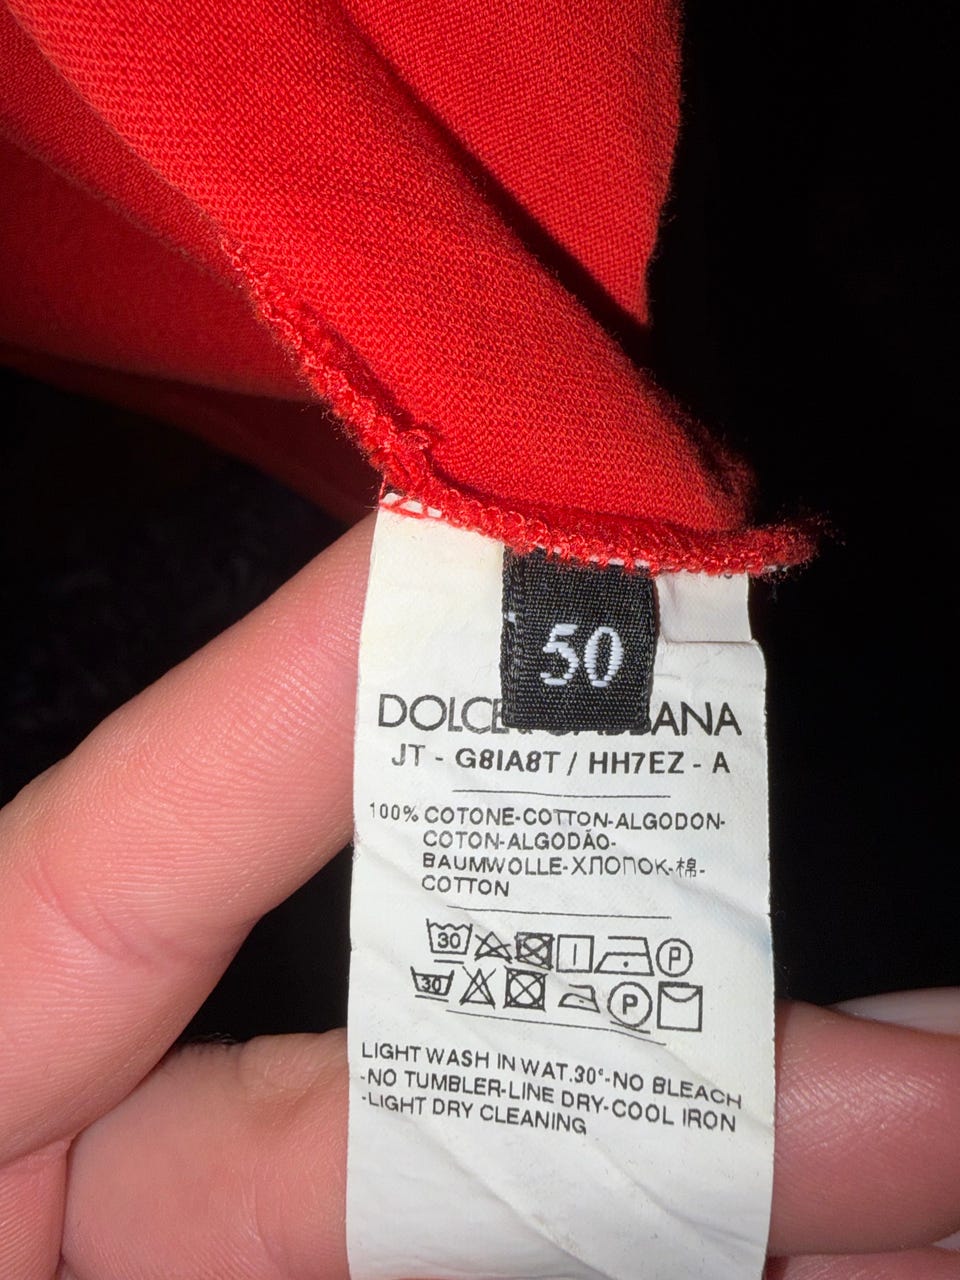 50
DOLCE ANA
JT - G8IA8T / HH7EZ - A
100% COTONE-COTTON-ALGODON-
COTON-ALGODÃO-
BAUMWOLLE-ХЛОПОК-棉-
COTTON
30 P
30 P
LIGHT WASH IN WAT.30°-NO BLEACH
-NO TUMBLER-LINE DRY-COOL IRON
-LIGHT DRY CLEANING